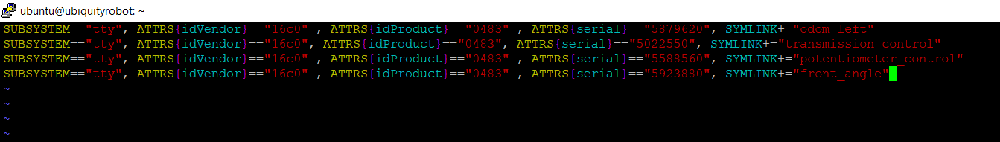 ubuntu@ubiquityrobot: ~
SUBSYSTEM=="tty", ATTRS{idVendor}=="16c0" , ATTRS{idProduct}=="0483" , ATTRS{serial}=="5879620", SYMLINK+="odom_left"
SUBSYSTEM=="tty", ATTRS{idVendor}=="16c0", ATTRS{idProduct}=="0483", ATTRS{serial}=="5022550", SYMLINK+="transmission_control"
SUBSYSTEM=="tty", ATTRS{idVendor}=="16c0" , ATTRS{idProduct}=="0483" , ATTRS{serial}=="5588560", SYMLINK+="potentiometer_control"
SUBSYSTEM=="tty", ATTRS{idVendor}=="16c0" , ATTRS{idProduct}=="0483" , ATTRS{serial}=="5923880", SYMLINK+="front_angle"
~
~
~
~